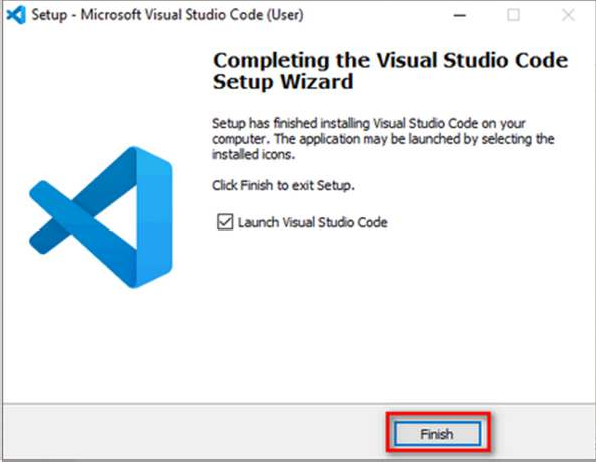 Setup - Microsoft Visual Studio Code (User)
Completing the Visual Studio Code
Setup Wizard
Setup has finished installing Visual Studio Code on your
computer. The application may be launched by selecting the
installed icons.
Click Finish to exit Setup.
Launch Visual Studio Code
Finish